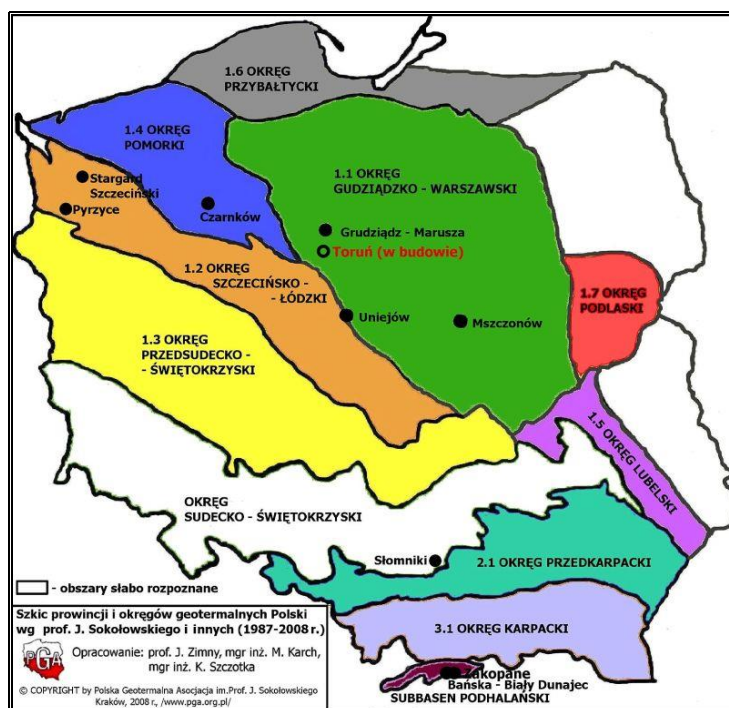 1.6 OKRĘG
PRZYBAŁTYCKI
1.4 OKRĘG
POMORKI
1.1 OKRĘG
GUDZIĄDZKO - WARSZAWSKI
Stargard
Szczeciński
Pyrzyce
Czarnków
Grudziądz - Marusza
Toruń (w budowie)
1.2 OKRĘG
SZCZECIŃSKO -
- ŁÓDZKI
1.7 OKRĘG
PODLASKI
Uniejów
Mszczonów
1.3 OKRĘG
PRZEDSUDECKO -
- ŚWIĘTOKRZYSKI
1.5 OKRĘG LUBELSKI
OKRĘG
SUDECKO - ŚWIĘTOKRZYSKI
Słomniki
2.1 OKRĘG PRZEDKARPACKI
- obszary słabo rozpoznane
3.1 OKRĘG KARPACKI
Zakopane
Bańska - Biały Dunajec
SUBBASEN PODHALAŃSKI
Szkic prowincji i okręgów geotermalnych Polski
wg prof. J. Sokołowskiego i innych (1987-2008 r.)
PGA
Opracowanie: prof. J. Zimny, mgr inż. M. Karch,
mgr inż. K. Szczotka
© COPYRIGHT by Polska Geotermalna Asocjacja im.Prof. J. Sokołowskiego
Kraków, 2008 r., /www.pga.org.pl/